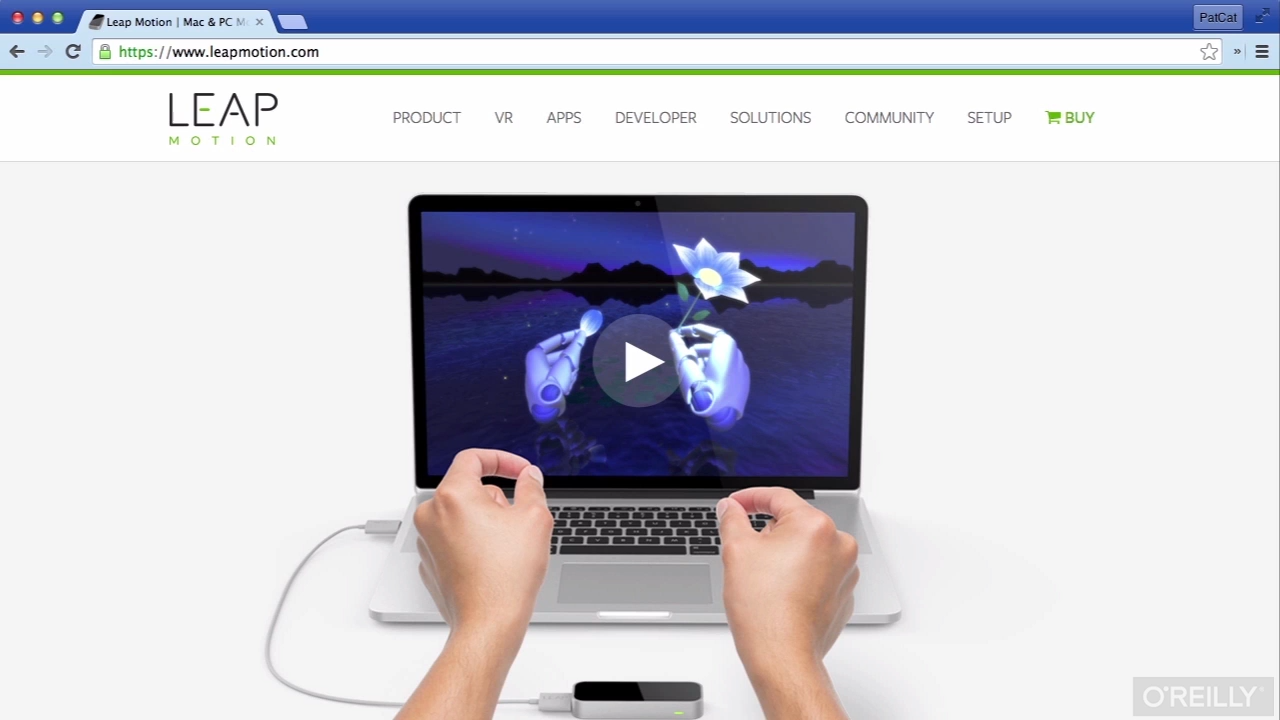 Leap Motion | Mac & PC M
PatCat
https://www.leapmotion.com
LEAP
MOTION
PRODUCT VR APPS DEVELOPER SOLUTIONS COMMUNITY SETUP BUY
O'REILLY